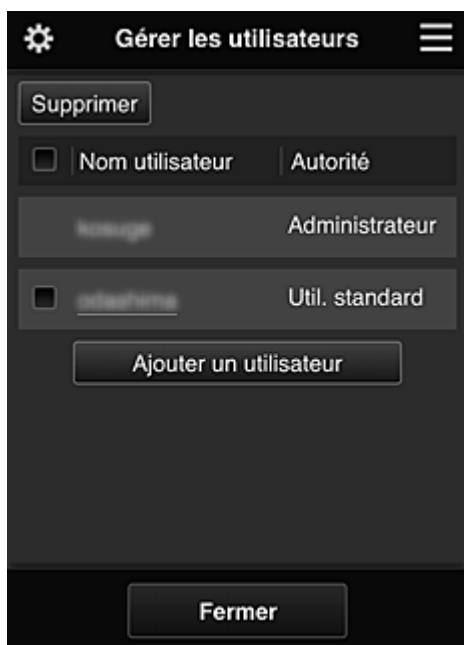 Gérer les utilisateurs
Supprimer
Nom utilisateur Autorité
Administrateur
Util. standard
Ajouter un utilisateur
Fermer